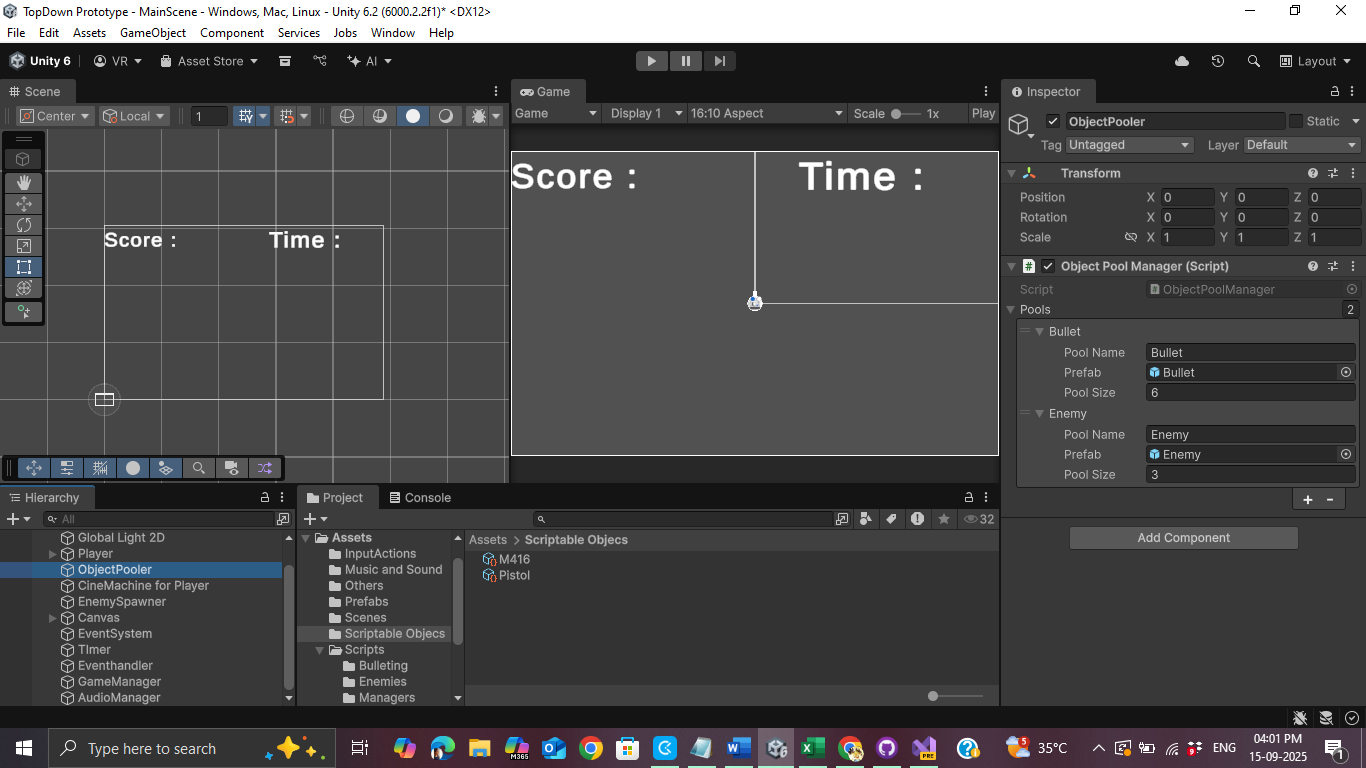 TopDown Prototype - MainScene - Windows, Mac, Linux - Unity 6.2 (6000.2.2f1)* <DX12>
File Edit Assets GameObject Component Services Jobs Window Help
Unity 6 VR Asset Store AI Layout
Scene
Center Local 1
Score : Time :
Game
Game Display 1 16:10 Aspect Scale 1x Play
Score : Time :
Inspector
ObjectPooler Static
Tag Untagged Layer Default
Transform
Position X 0 Y 0 Z 0
Rotation X 0 Y 0 Z 0
Scale X 1 Y 1 Z 1
# Object Pool Manager (Script)
Script ObjectPoolManager
Pools 2
Bullet
Pool Name Bullet
Prefab Bullet
Pool Size 6
Enemy
Pool Name Enemy
Prefab Enemy
Pool Size 3
+ -
Add Component
Hierarchy
All
Global Light 2D
Player
ObjectPooler
CineMachine for Player
EnemySpawner
Canvas
EventSystem
TImer
Eventhandler
GameManager
AudioManager
Project Console
32
Assets
InputActions
Music and Sound
Others
Prefabs
Scenes
Scriptable Objecs
Scripts
Bulleting
Enemies
Managers
Assets > Scriptable Objecs
M416
Pistol
Type here to search
M365
PRE
5
35°C
9
ENG
04:01 PM
15-09-2025
1